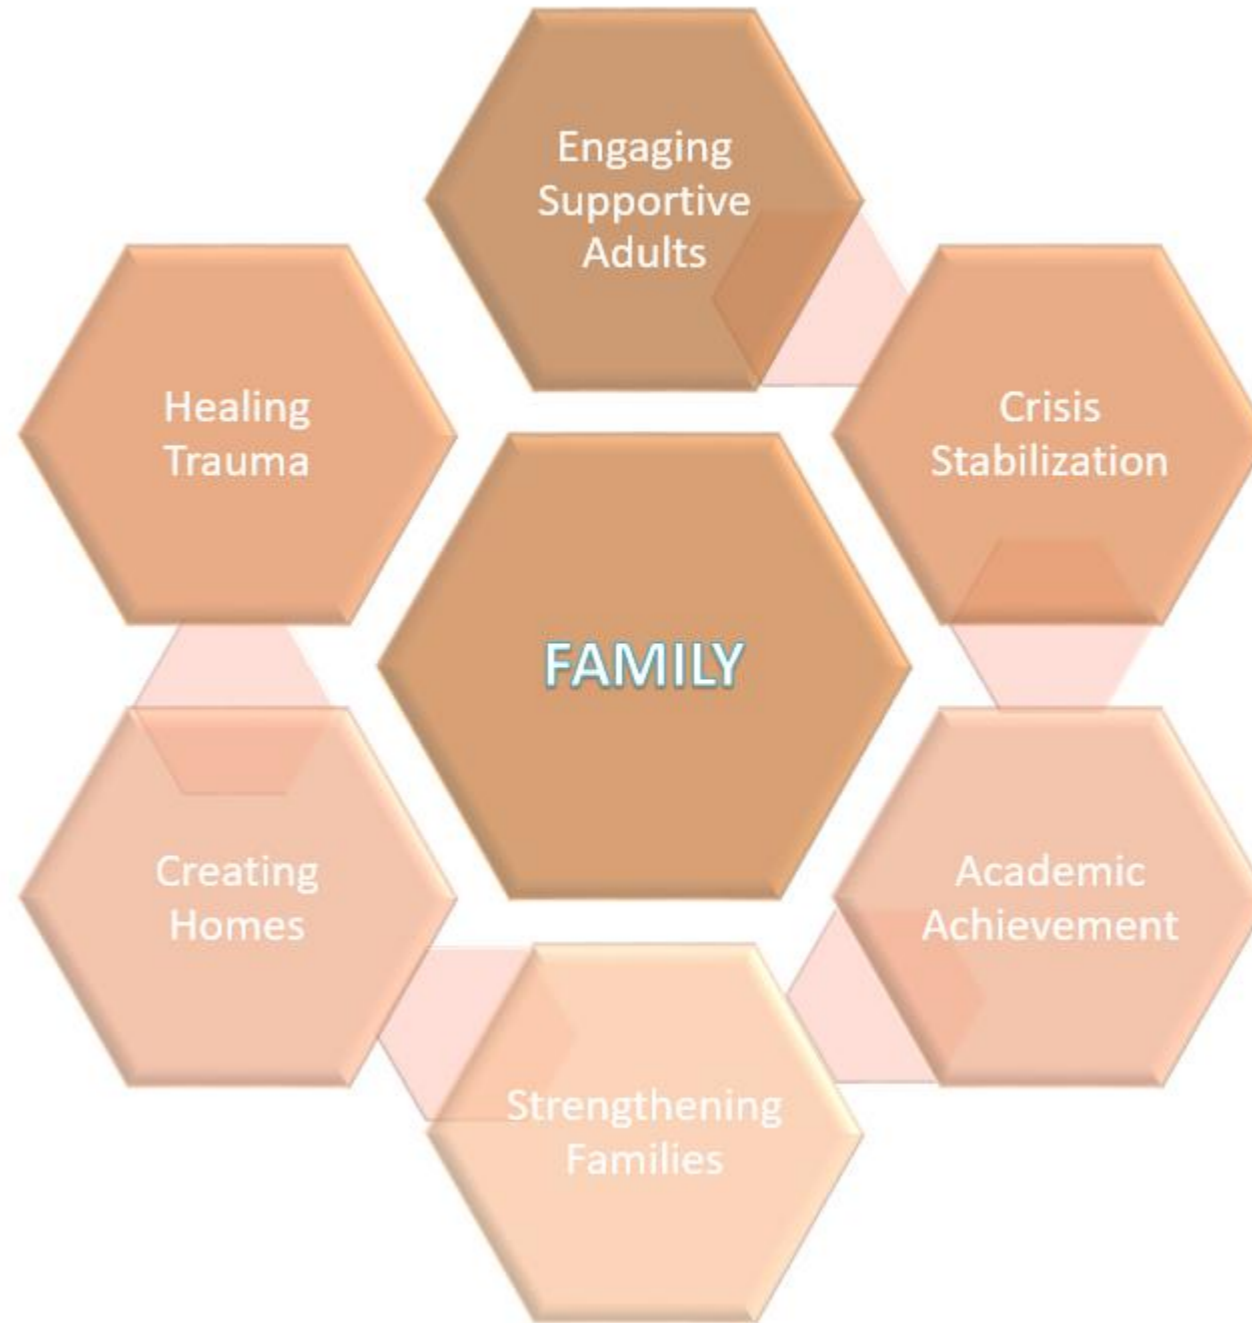 Engaging
Supportive
Adults
Healing
Trauma
Crisis
Stabilization
FAMILY
Creating
Homes
Academic
Achievement
Strengthening
Families